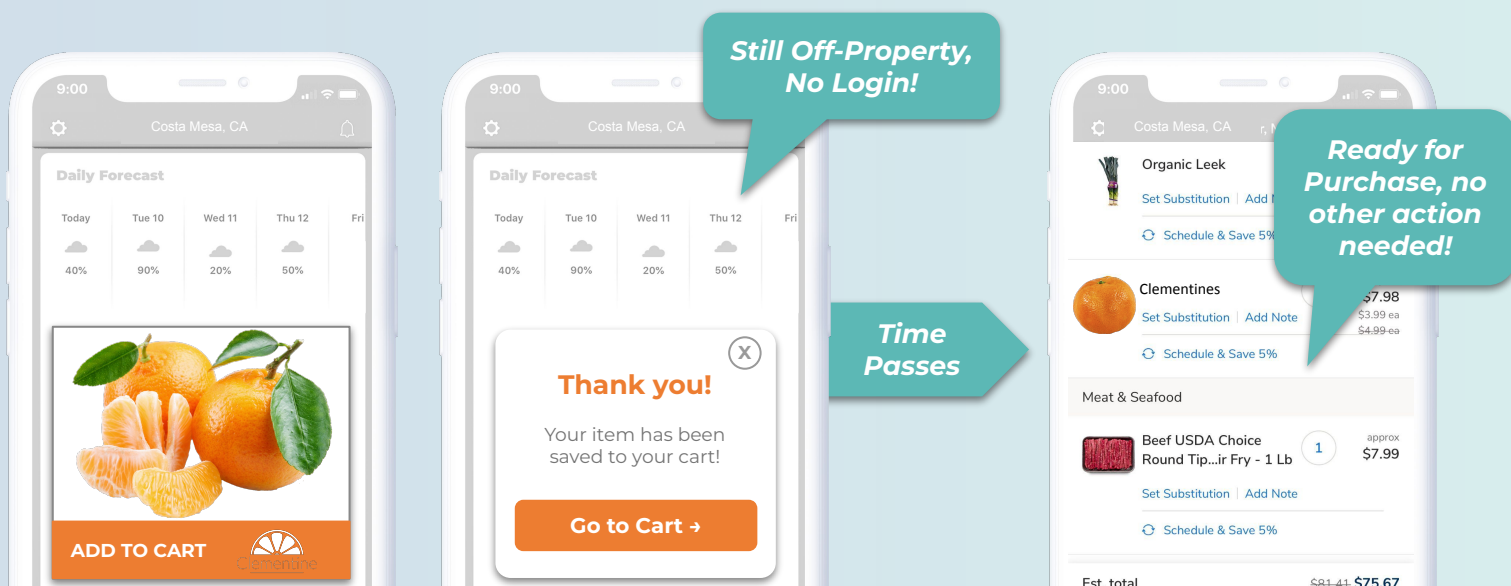 9:00
Costa Mesa, CA
Daily Forecast
Today Tue 10 Wed 11 Thu 12 Fri
40% 90% 20% 50%
ADD TO CART
Clementine
9:00
Costa Mesa, CA
Daily Forecast
Today Tue 10 Wed 11 Thu 12 Fri
40% 90% 20% 50%
Still Off-Property,
No Login!
X
Thank you!
Your item has been
saved to your cart!
Go to Cart →
Time
Passes
9:00
Costa Mesa, CA
Ready for
Purchase, no
other action
needed!
Organic Leek
Set Substitution | Add
Schedule & Save 5%
Clementines
$7.98
Set Substitution | Add Note
$3.99 ea
$4.99 ea
Schedule & Save 5%
Meat & Seafood
Beef USDA Choice
Round Tip...ir Fry - 1 Lb
1
approx
$7.99
Set Substitution | Add Note
Schedule & Save 5%
Est. total $81.41 $75.67